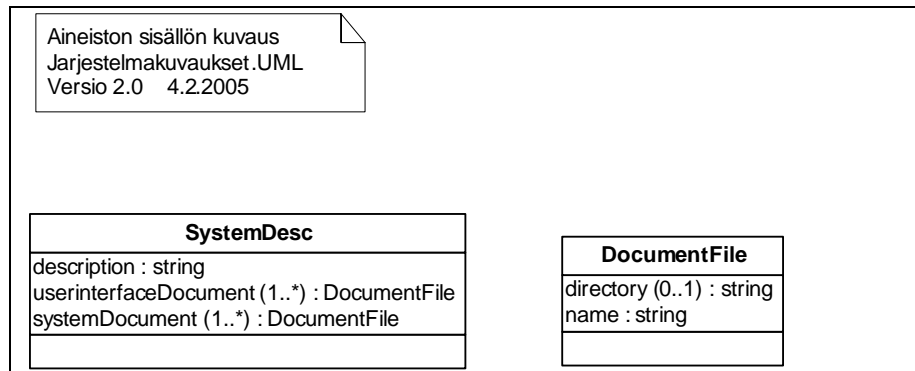 Aineiston sisällön kuvaus
Jarjestelmakuvaukset.UML
Versio 2.0 4.2.2005
SystemDesc
description : string
userinterfaceDocument (1..*) : DocumentFile
systemDocument (1..*) : DocumentFile
DocumentFile
directory (0..1) : string
name : string